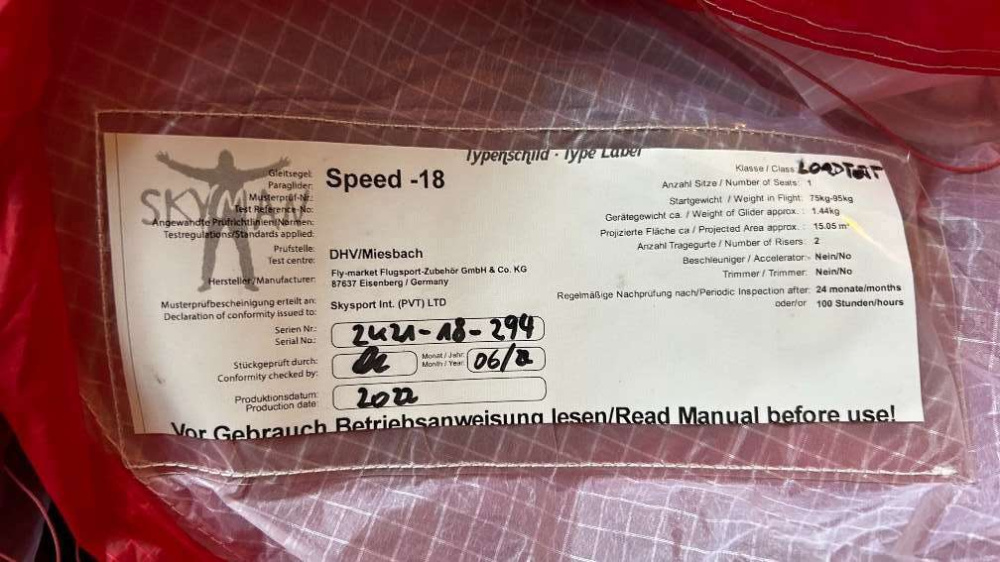 Typenschild - Type Label
SKYMAN
Gleitsegel:
Paraglider: Speed -18
Musterprüf-Nr.:
Test Reference-No:
Angewandte Prüfrichtlinien/Normen:
Testregulations/Standards applied:
Prüfstelle:
Test centre: DHV/Miesbach
Hersteller/Manufacturer: Fly-market Flugsport-Zubehör GmbH & Co. KG
87637 Eisenberg / Germany
Musterprüfbescheinigung erteilt an:
Declaration of conformity issued to: Skysport Int. (PVT) LTD
Serien Nr.:
Serial No.: 2421-18-294
Stückgeprüft durch:
Conformity checked by:
Monat / Jahr:
Month / Year: 06/22
Produktionsdatum:
Production date: 2022
Klasse / Class: LOADTEST
Anzahl Sitze / Number of Seats: 1
Startgewicht / Weight in Flight: 75kg-95kg
Gerätegewicht ca. / Weight of Glider approx. : 1.44kg
Projizierte Fläche ca / Projected Area approx. : 15.05 m²
Anzahl Tragegurte / Number of Risers: 2
Beschleuniger / Accelerator: Nein/No
Trimmer / Trimmer: Nein/No
Regelmäßige Nachprüfung nach/Periodic Inspection after: 24 monate/months
oder/or 100 Stunden/hours
Vor Gebrauch Betriebsanweisung lesen/Read Manual before use!